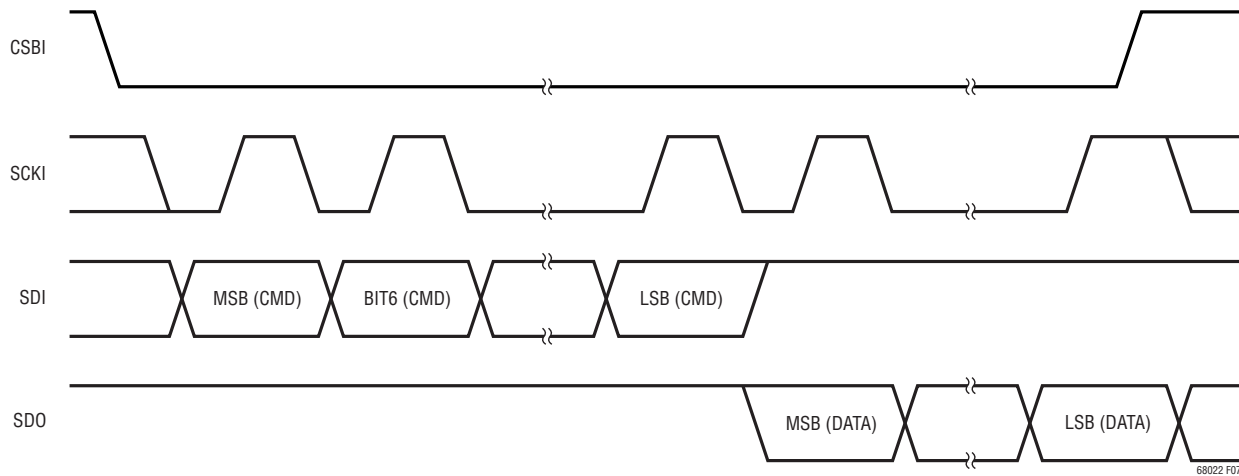 CSBI
SCKI
SDI
MSB (CMD)
BIT6 (CMD)
LSB (CMD)
SDO
MSB (DATA)
LSB (DATA)
68022 F07